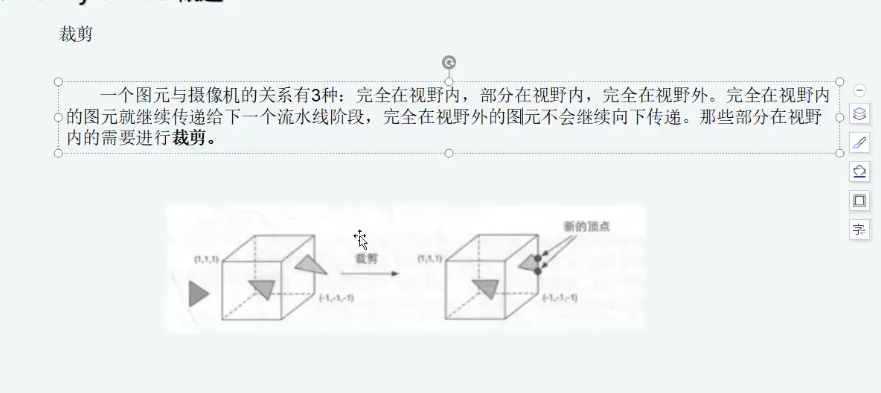 裁剪
一个图元与摄像机的关系有3种：完全在视野内，部分在视野内，完全在视野外。完全在视野内
的图元就继续传递给下一个流水线阶段，完全在视野外的图元不会继续向下传递。那些部分在视野
内的需要进行裁剪。
新的顶点
(1,1,1)
裁剪
(1,1,1)
(-1,-1,-1)
(-1,-1,-1)
字